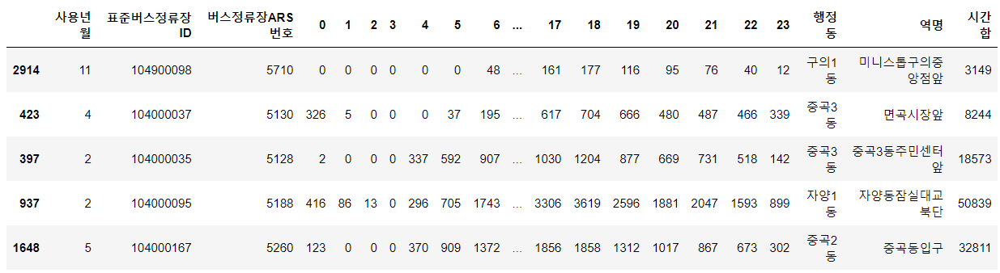 사용년월 표준버스정류장ID 버스정류장ARS번호 0 1 2 3 4 5 6 ... 17 18 19 20 21 22 23 행정동 역명 시간합
2914 11 104900098 5710 0 0 0 0 0 0 48 ... 161 177 116 95 76 40 12 구의1동 미니스톱구의중앙점앞 3149
423 4 104000037 5130 326 5 0 0 0 37 195 ... 617 704 666 480 487 466 339 중곡3동 면곡시장앞 8244
397 2 104000035 5128 2 0 0 0 337 592 907 ... 1030 1204 877 669 731 518 142 중곡3동 중곡3동주민센터앞 18573
937 2 104000095 5188 416 86 13 0 296 705 1743 ... 3306 3619 2596 1881 2047 1593 899 자양1동 자양동잠실대교북단 50839
1648 5 104000167 5260 123 0 0 0 370 909 1372 ... 1856 1858 1312 1017 867 673 302 중곡2동 중곡동입구 32811